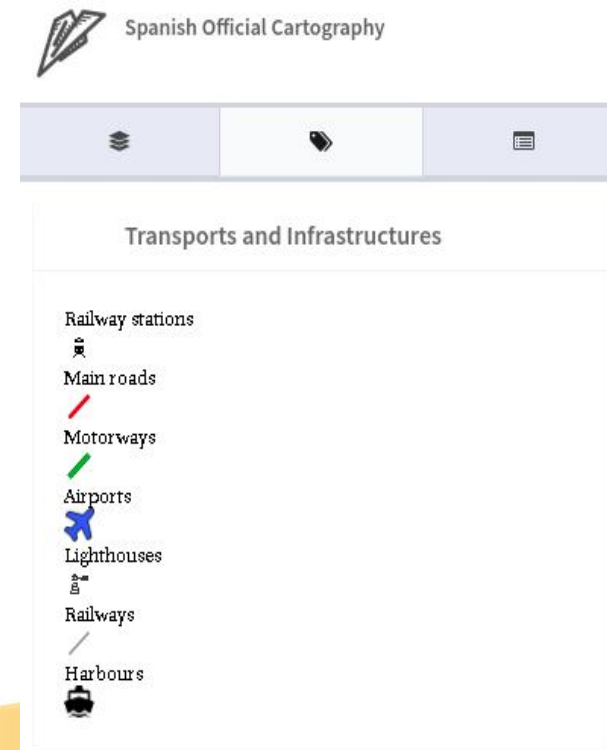 Spanish Official Cartography
Transports and Infrastructures
Railway stations
Main roads
Motorways
Airports
Lighthouses
Railways
Harbours